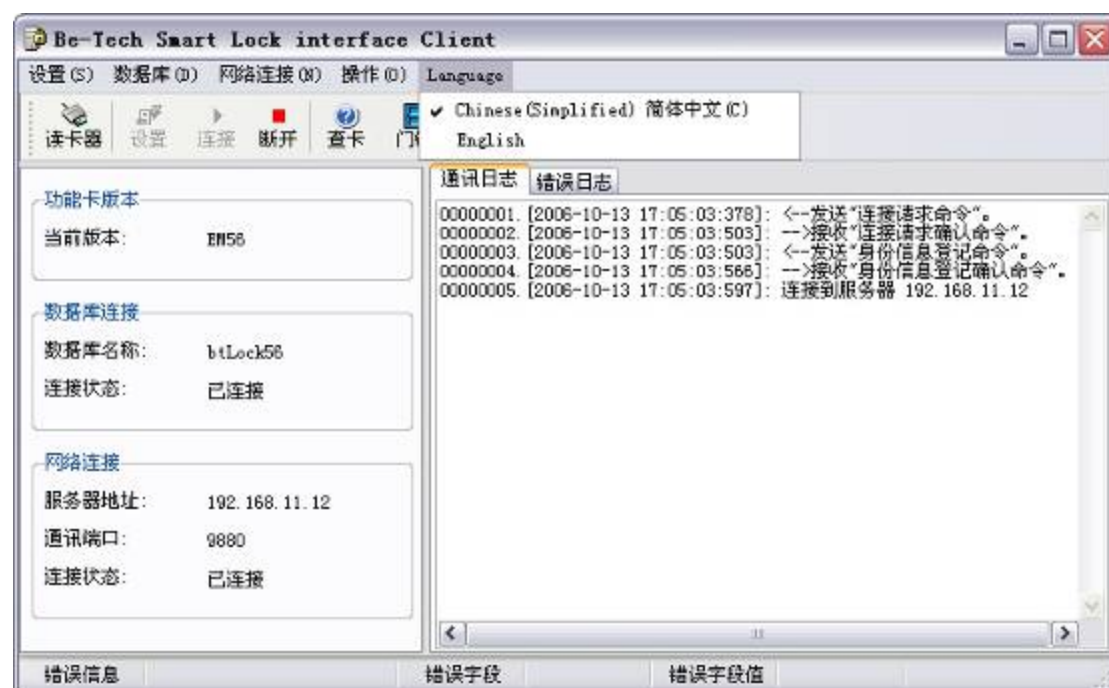 Be-Tech Smart Lock interface Client
设置(S) 数据库(D) 网络连接(N) 操作(O) Language
✔ Chinese(Simplified) 简体中文(C)
English
读卡器 设置 连接 断开 查卡 门
功能卡版本
当前版本: EM56
数据库连接
数据库名称: btLock56
连接状态: 已连接
网络连接
服务器地址: 192.168.11.12
通讯端口: 9880
连接状态: 已连接
通讯日志 错误日志
00000001. [2006-10-13 17:05:03:378]: <--发送“连接请求命令”。
00000002. [2006-10-13 17:05:03:503]: -->接收“连接请求确认命令”。
00000003. [2006-10-13 17:05:03:503]: <--发送“身份信息登记命令”。
00000004. [2006-10-13 17:05:03:566]: -->接收“身份信息登记确认命令”。
00000005. [2006-10-13 17:05:03:597]: 连接到服务器 192.168.11.12
错误信息 错误字段 错误字段值